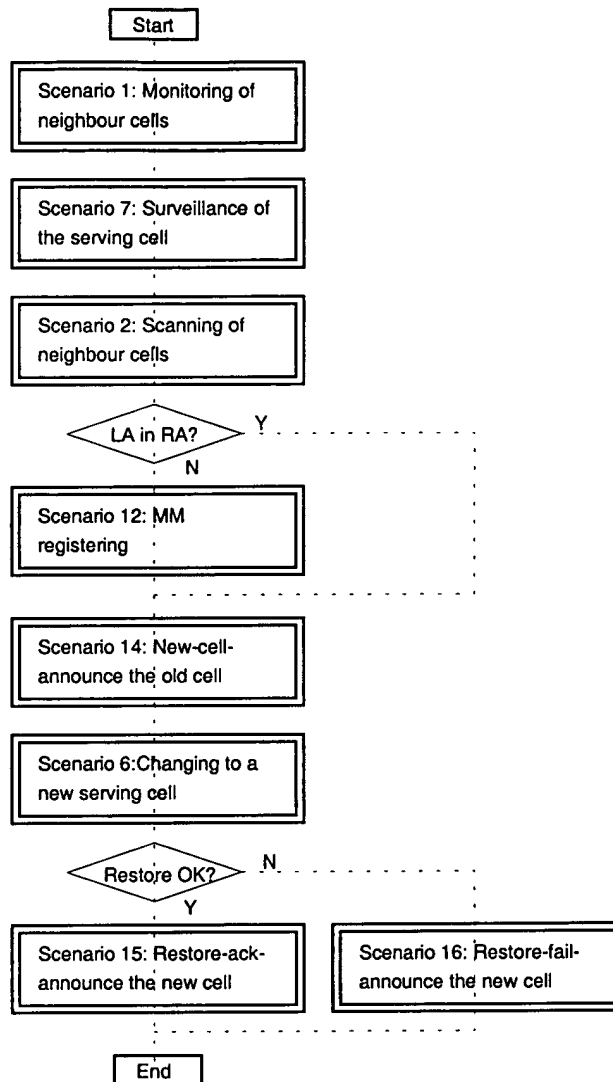 Start
Scenario 1: Monitoring of
neighbour cells
Scenario 7: Surveillance of
the serving cell
Scenario 2: Scanning of
neighbour cells
LA in RA?
Y
N
Scenario 12: MM
registering
Scenario 14: New-cell-
announce the old cell
Scenario 6:Changing to a
new serving cell
Restore OK?
N
Y
Scenario 15: Restore-ack-
announce the new cell
Scenario 16: Restore-fail-
announce the new cell
End